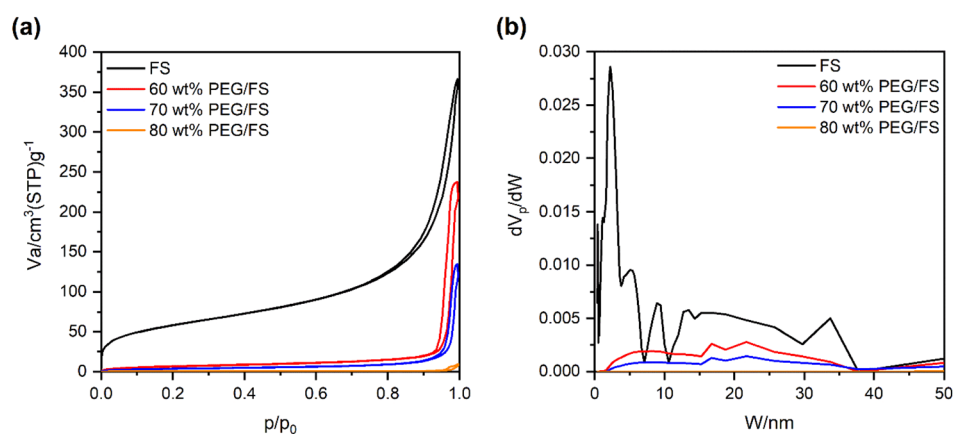 (a)
Va/cm³(STP)g⁻¹
400
350
300
250
200
150
100
50
0
FS
60 wt% PEG/FS
70 wt% PEG/FS
80 wt% PEG/FS
0.0 0.2 0.4 0.6 0.8 1.0
p/p₀
(b)
dVₚ/dW
0.030
0.025
0.020
0.015
0.010
0.005
0.000
FS
60 wt% PEG/FS
70 wt% PEG/FS
80 wt% PEG/FS
0 10 20 30 40 50
W/nm